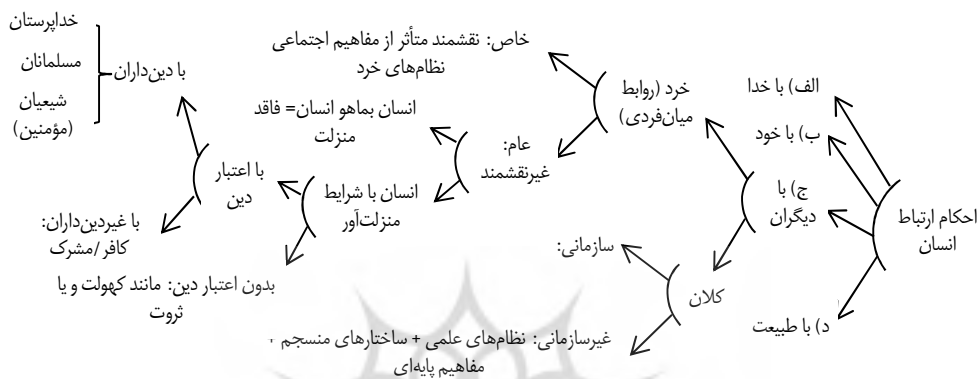 احکام ارتباط
انسان
الف) با خدا
ب) با خود
ج) با
دیگران
د) با طبیعت
خرد (روابط
میان‌فردی)
کلان
خاص: نقشمند متأثر از مفاهیم اجتماعی
نظام‌های خرد
عام:
غیرنقشمند
سازمانی:
غیرسازمانی: نظام‌های علمی + ساختارهای منسجم +
مفاهیم پایه‌ای
انسان بماهو انسان= فاقد
منزلت
انسان با شرایط
منزلت‌آور
با اعتبار
دین
بدون اعتبار دین: مانند کهولت و یا
ثروت
با دین‌داران
با غیردین‌داران:
کافر/مشرک
خداپرستان
مسلمانان
شیعیان
(مؤمنین)